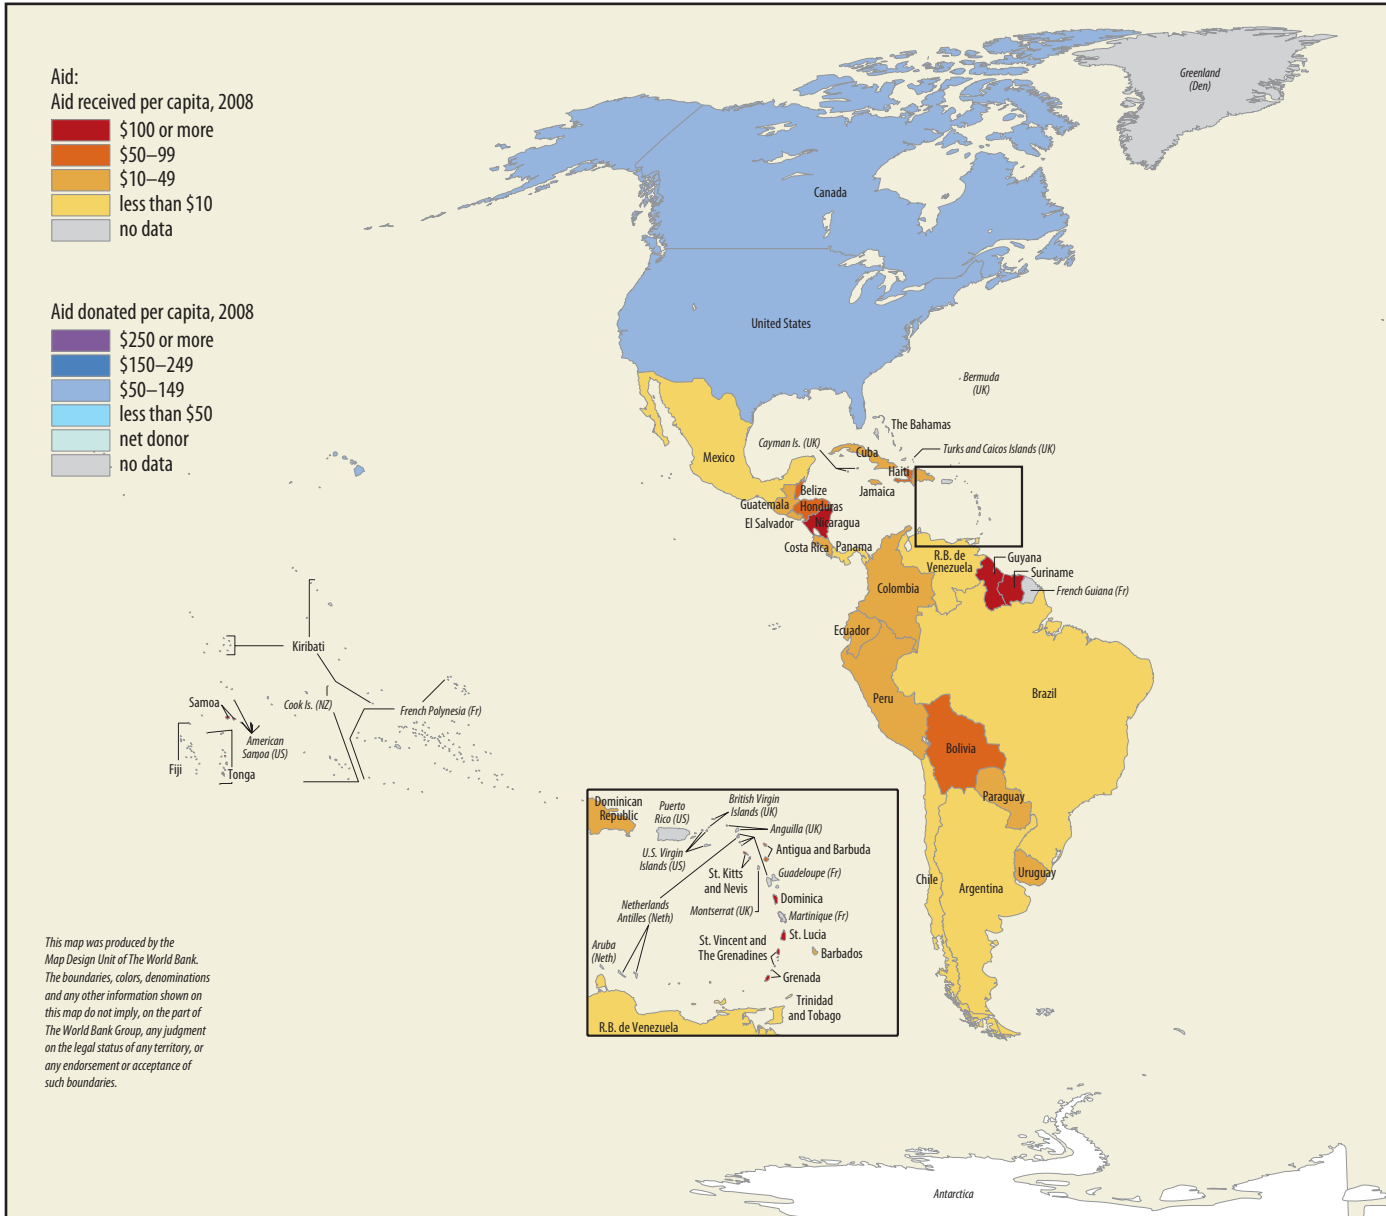 Aid:
Aid received per capita, 2008
$100 or more
$50–99
$10–49
less than $10
no data
Aid donated per capita, 2008
$250 or more
$150–249
$50–149
less than $50
net donor
no data
Greenland
(Den)
Canada
United States
Bermuda
(UK)
The Bahamas
Cayman Is. (UK)
Turks and Caicos Islands (UK)
Cuba
Mexico
Haiti
Belize
Jamaica
Guatemala
Honduras
El Salvador
Nicaragua
Costa Rica
Panama
R.B. de
Venezuela
Guyana
Suriname
French Guiana (Fr)
Colombia
Ecuador
Kiribati
Peru
Brazil
Samoa
Cook Is. (NZ)
French Polynesia (Fr)
American
Samoa (US)
Fiji
Tonga
Bolivia
Paraguay
Uruguay
Chile
Argentina
Dominican
Republic
Puerto
Rico (US)
British Virgin
Islands (UK)
Anguilla (UK)
U.S. Virgin
Islands (US)
Antigua and Barbuda
St. Kitts
and Nevis
Guadeloupe (Fr)
Dominica
Netherlands
Antilles (Neth)
Montserrat (UK)
Martinique (Fr)
St. Lucia
St. Vincent and
The Grenadines
Barbados
Aruba
(Neth)
Grenada
Trinidad
and Tobago
R.B. de Venezuela
This map was produced by the
Map Design Unit of The World Bank.
The boundaries, colors, denominations
and any other information shown on
this map do not imply, on the part of
The World Bank Group, any judgment
on the legal status of any territory, or
any endorsement or acceptance of
such boundaries.
Antarctica